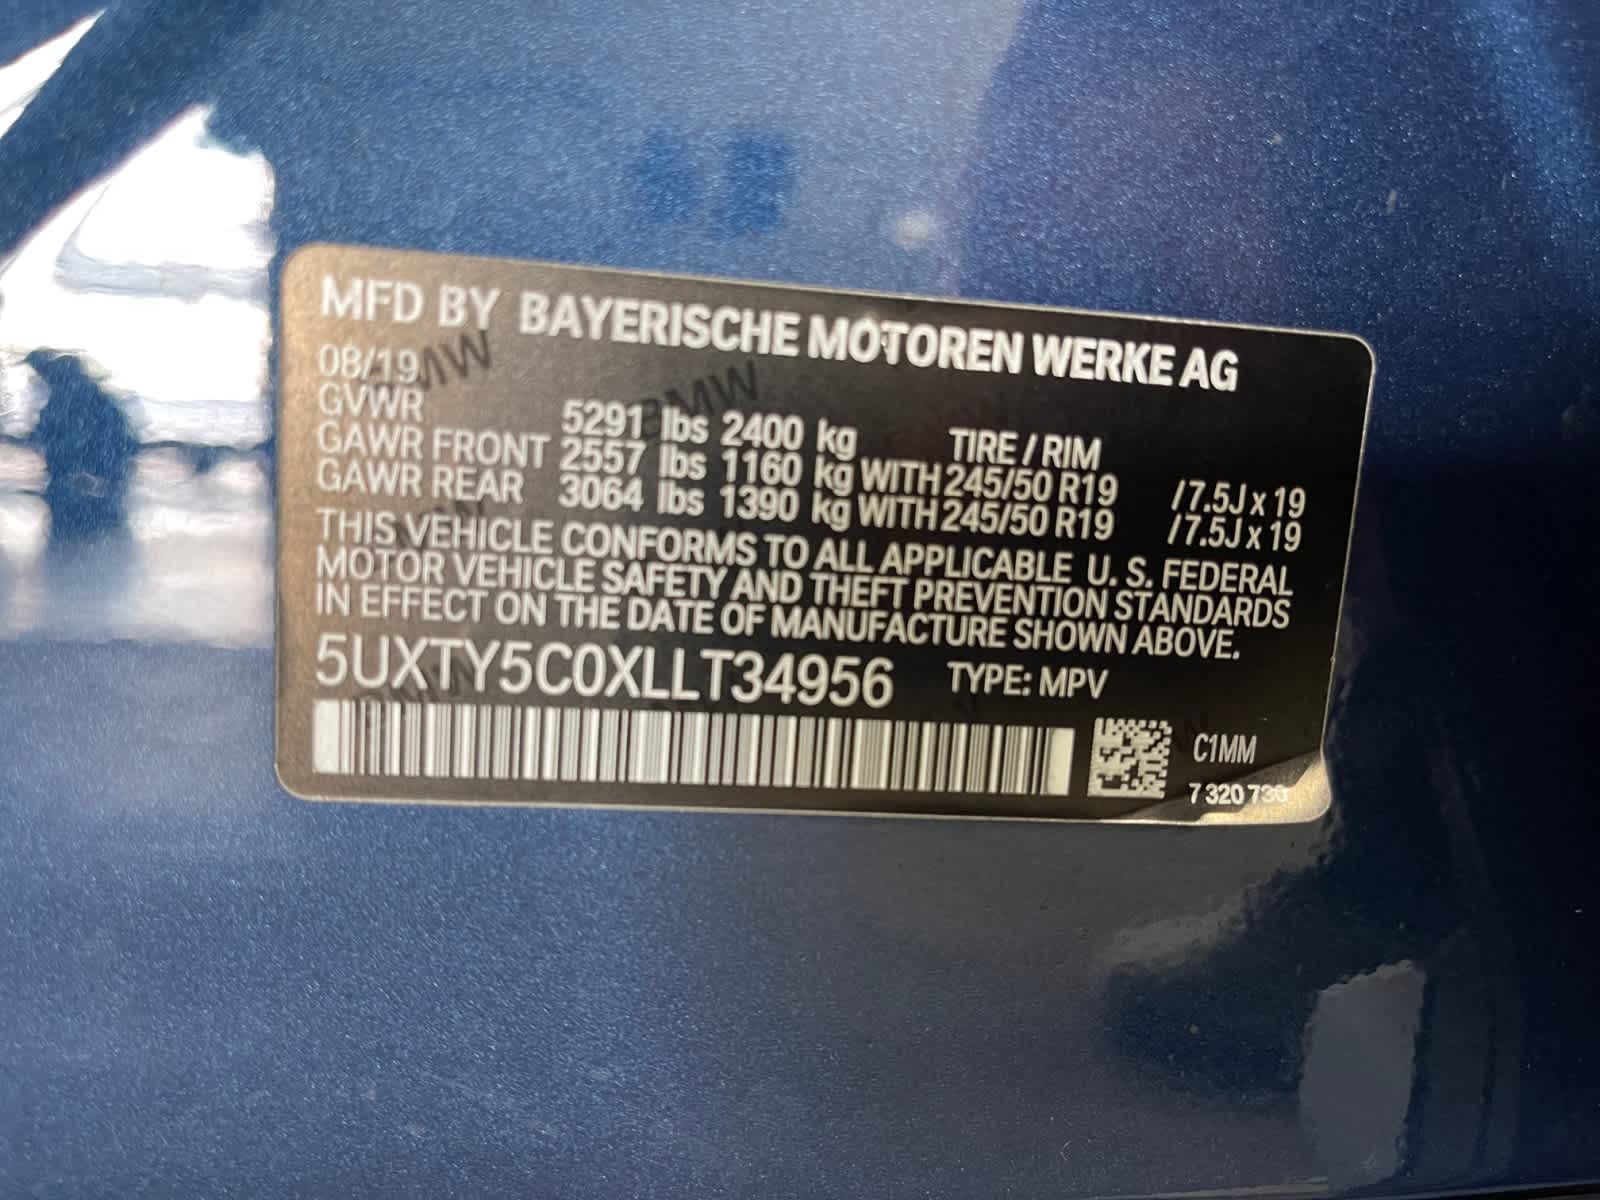 MFD BY BAYERISCHE MOTOREN WERKE AG
08/19
GVWR 5291 lbs 2400 kg TIRE / RIM
GAWR FRONT 2557 lbs 1160 kg WITH 245/50 R19 /7.5J x 19
GAWR REAR 3064 lbs 1390 kg WITH 245/50 R19 /7.5J x 19
THIS VEHICLE CONFORMS TO ALL APPLICABLE U. S. FEDERAL
MOTOR VEHICLE SAFETY AND THEFT PREVENTION STANDARDS
IN EFFECT ON THE DATE OF MANUFACTURE SHOWN ABOVE.
5UXTY5C0XLLT34956 TYPE: MPV
C1MM
7 320
BMW
BMW